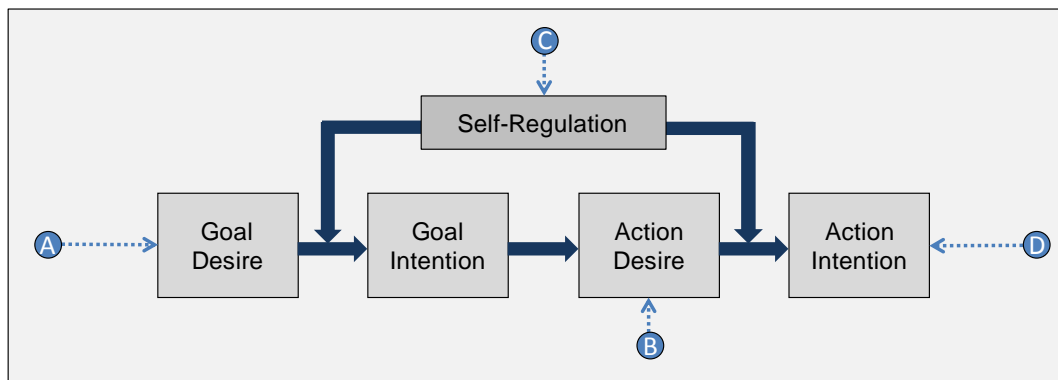 C
Self-Regulation
A
Goal
Desire
Goal
Intention
Action
Desire
Action
Intention
D
B